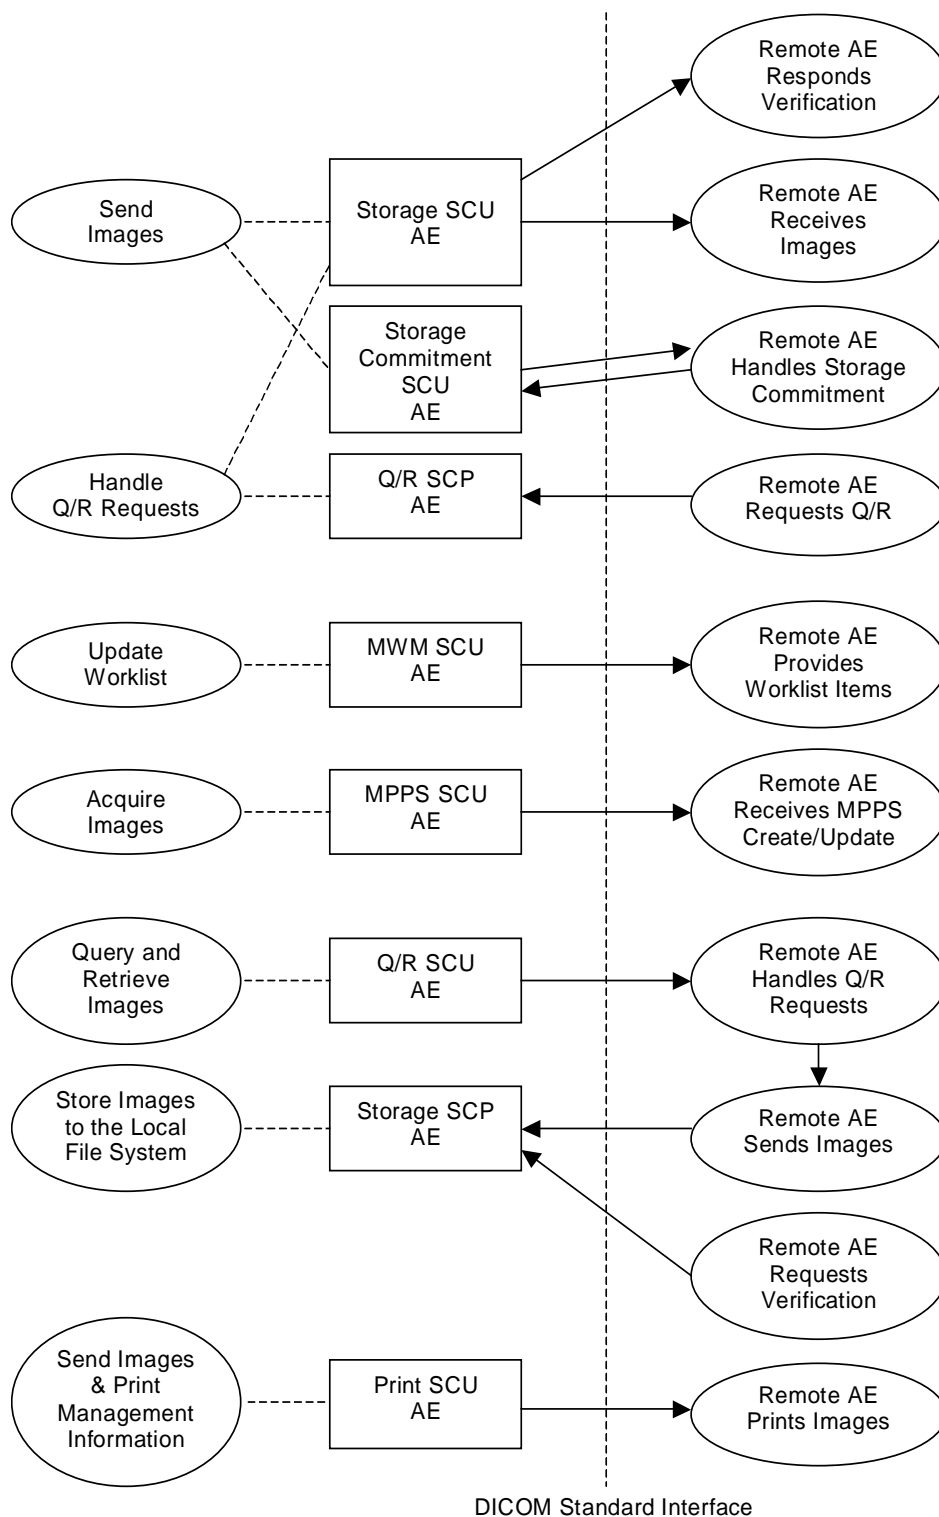 Remote AE
Responds
Verification
Send
Images
Storage SCU
AE
Remote AE
Receives
Images
Storage
Commitment
SCU
AE
Remote AE
Handles Storage
Commitment
Handle
Q/R Requests
Q/R SCP
AE
Remote AE
Requests Q/R
Update
Worklist
MWM SCU
AE
Remote AE
Provides
Worklist Items
Acquire
Images
MPPS SCU
AE
Remote AE
Receives MPPS
Create/Update
Query and
Retrieve
Images
Q/R SCU
AE
Remote AE
Handles Q/R
Requests
Store Images
to the Local
File System
Storage SCP
AE
Remote AE
Sends Images
Remote AE
Requests
Verification
Send Images
& Print
Management
Information
Print SCU
AE
Remote AE
Prints Images
DICOM Standard Interface